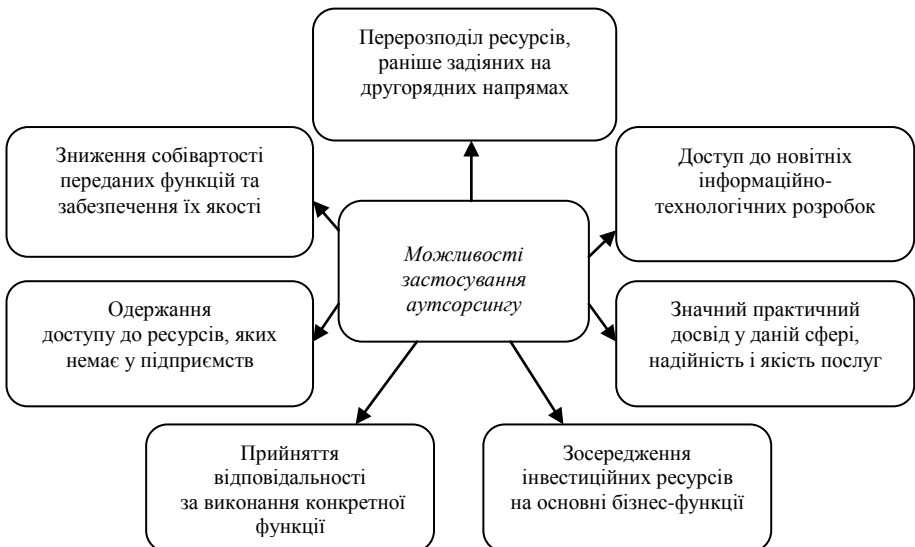 Перерозподіл ресурсів,
раніше задіяних на
другорядних напрямах
Зниження собівартості
переданих функцій та
забезпечення їх якості
Доступ до новітніх
інформаційно-
технологічних розробок
Можливості
застосування
аутсорсингу
Одержання
доступу до ресурсів, яких
немає у підприємств
Значний практичний
досвід у даній сфері,
надійність і якість послуг
Прийняття
відповідальності
за виконання конкретної
функції
Зосередження
інвестиційних ресурсів
на основні бізнес-функції